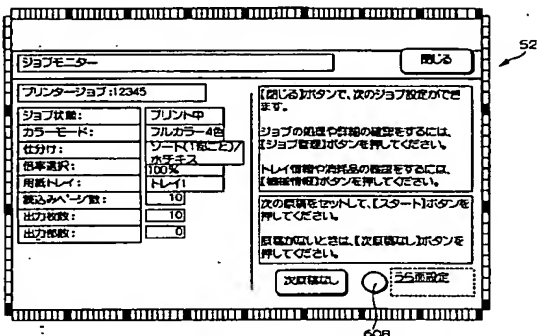 ジョブモニター
閉じる
52
プリンタージョブ:12345
ジョブ状態: プリント中
カラーモード: フルカラー4色
仕分け: ソート(1部ごと)/
ホチキス
倍率選択: 100%
用紙トレイ: トレイ1
読込みページ数: 10
出力枚数: 10
出力部数: 0
【閉じる】ボタンで、次のジョブ設定ができ
ます。
ジョブの処理や詳細の確認をするには、
【ジョブ管理】ボタンを押してください。
トレイ情報や消耗品の確認をするには、
【機械情報】ボタンを押してください。
次の原稿をセットして、【スタート】ボタンを
押してください。
原稿がないときは、【次原稿なし】ボタンを
押してください。
次原稿なし
うら面設定
60B